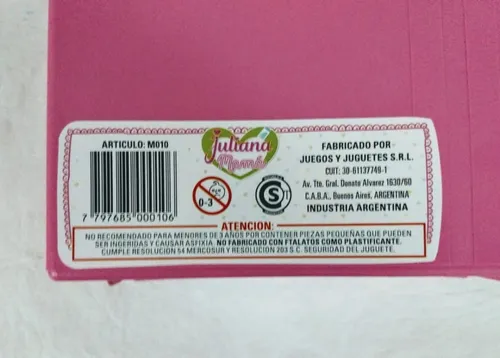 ARTICULO: M010
7 797685 000106
juliana
Mamá
0-3
S
FABRICADO POR
JUEGOS Y JUGUETES S.R.L.
CUIT: 30-61137746-1
Av. Tte. Gral. Donato Alvarez 1630/60
C.A.B.A., Buenos Aires, ARGENTINA
INDUSTRIA ARGENTINA
ATENCION:
NO RECOMENDADO PARA MENORES DE 3 AÑOS POR CONTENER PIEZAS PEQUEÑAS QUE PUEDEN
SER INGERIDAS Y CAUSAR ASFIXIA. NO FABRICADO CON FTALATOS COMO PLASTIFICANTE.
CUMPLE RESOLUCION 54 MERCOSUR Y RESOLUCION 203 S.C. SEGURIDAD DEL JUGUETE.